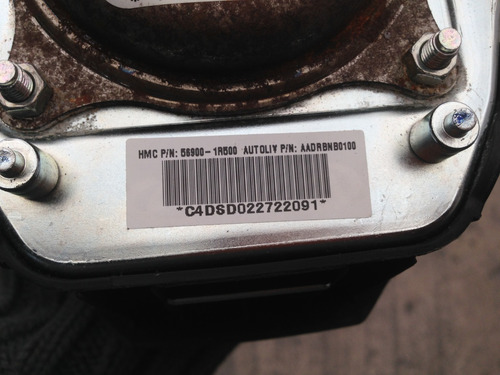 HMC P/N: 56900-1R500 AUTOLIV P/N: AADRBNB0100
*C4DSD022722091*